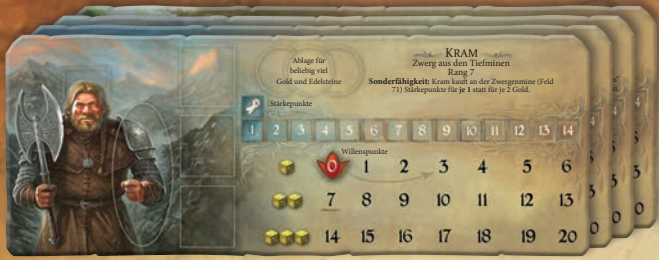 Ablage für
beliebig viel
Gold und Edelsteine
KRAM
Zwerg aus den Tiefminen
Rang 7
Sonderfähigkeit: Kram kauft an der Zwergenmine (Feld
71) Stärkepunkte für je 1 statt für je 2 Gold.
Stärkepunkte
1 2 3 4 5 6 7 8 9 10 11 12 13 14
Willenspunkte
0 1 2 3 4 5 6
7 8 9 10 11 12 13
14 15 16 17 18 19 20